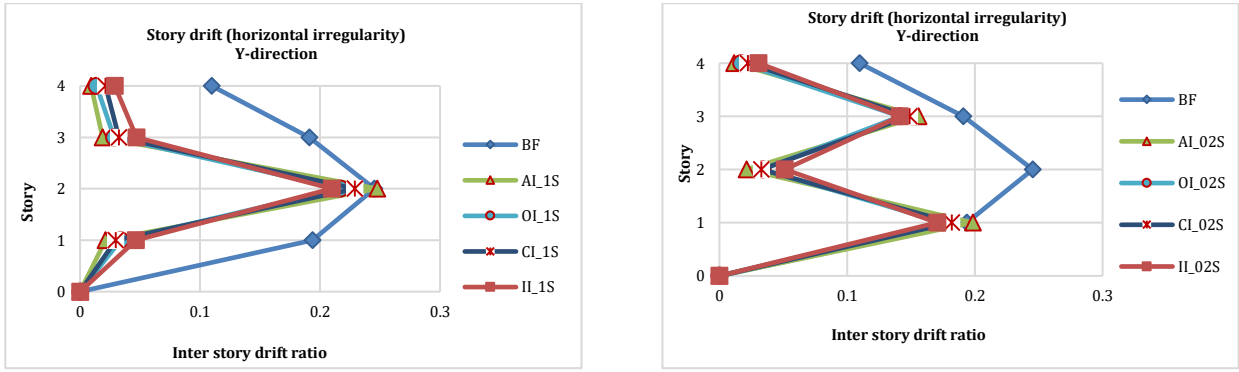 Story drift (horizontal irregularity)
Y-direction
4
3
2
1
0
Story
0
0.1
0.2
0.3
Inter story drift ratio
BF
AI_1S
OI_1S
CI_1S
II_1S
Story drift (horizontal irregularity)
Y-direction
4
3
2
1
0
Story
0
0.1
0.2
0.3
Inter story drift ratio
BF
AI_02S
OI_02S
CI_02S
II_02S